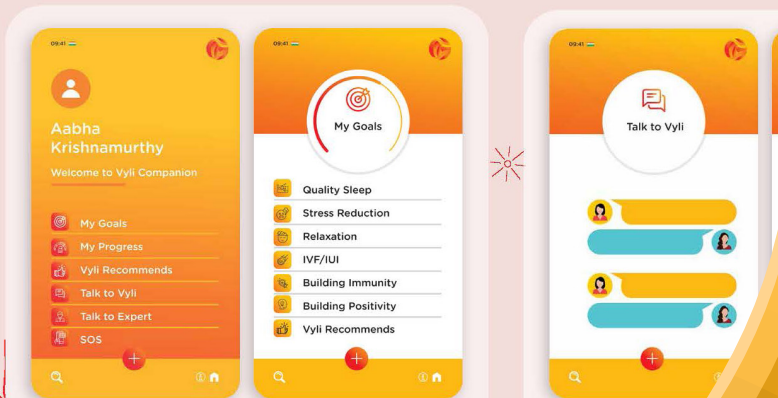 09:41
Aabha
Krishnamurthy
Welcome to Vyli Companion
My Goals
My Progress
Vyli Recommends
Talk to Vyli
Talk to Expert
SOS
09:41
My Goals
Quality Sleep
Stress Reduction
Relaxation
IVF/IUI
Building Immunity
Building Positivity
Vyli Recommends
09:41
Talk to Vyli